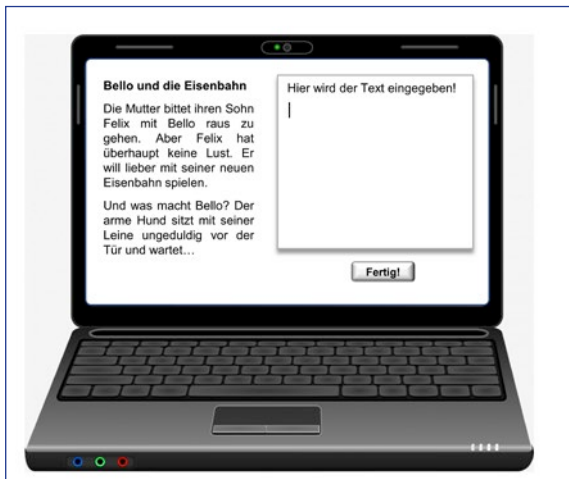 Bello und die Eisenbahn
Die Mutter bittet ihren Sohn
Felix mit Bello raus zu
gehen. Aber Felix hat
überhaupt keine Lust. Er
will lieber mit seiner neuen
Eisenbahn spielen.
Und was macht Bello? Der
arme Hund sitzt mit seiner
Leine ungeduldig vor der
Tür und wartet…
Hier wird der Text eingegeben!
Fertig!